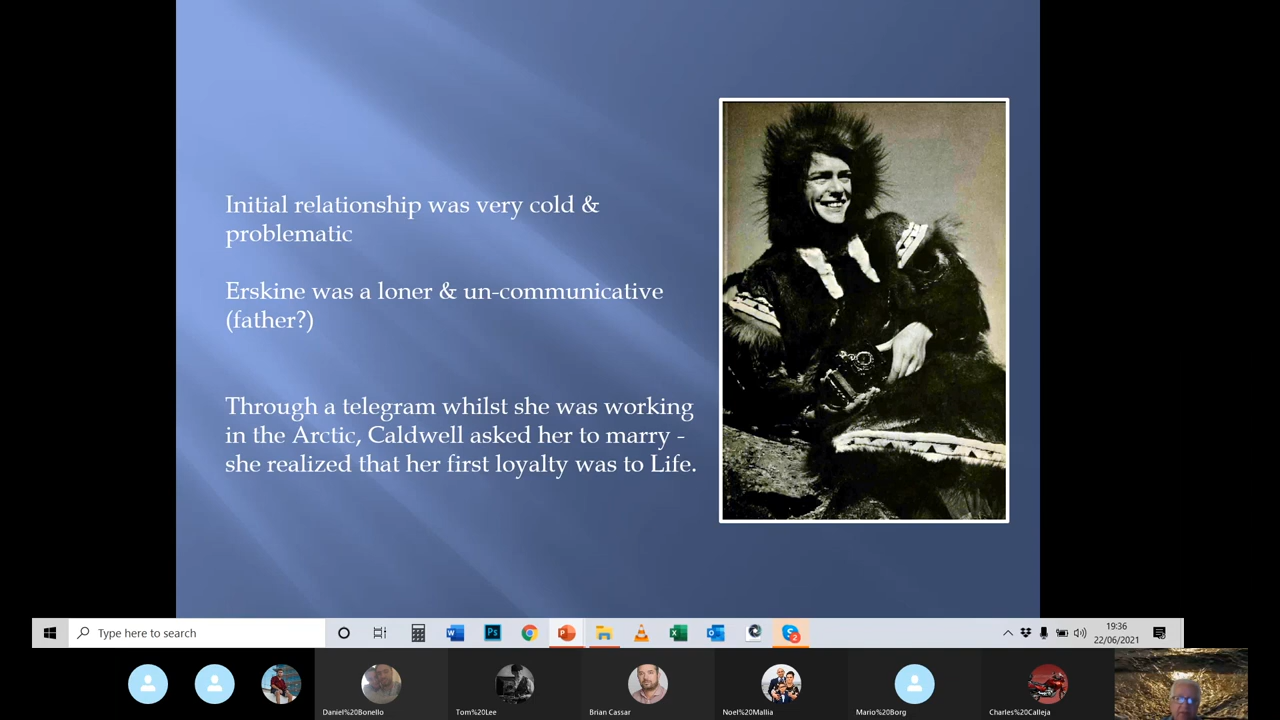 Initial relationship was very cold &
problematic
Erskine was a loner & un-communicative
(father?)
Through a telegram whilst she was working
in the Arctic, Caldwell asked her to marry -
she realized that her first loyalty was to Life.
Type here to search
19:36
22/06/2021
Daniel%20Bonello
Tom%20Lee
Brian Cassar
Noel%20Mallia
Mario%20Borg
Charles%20Calleja